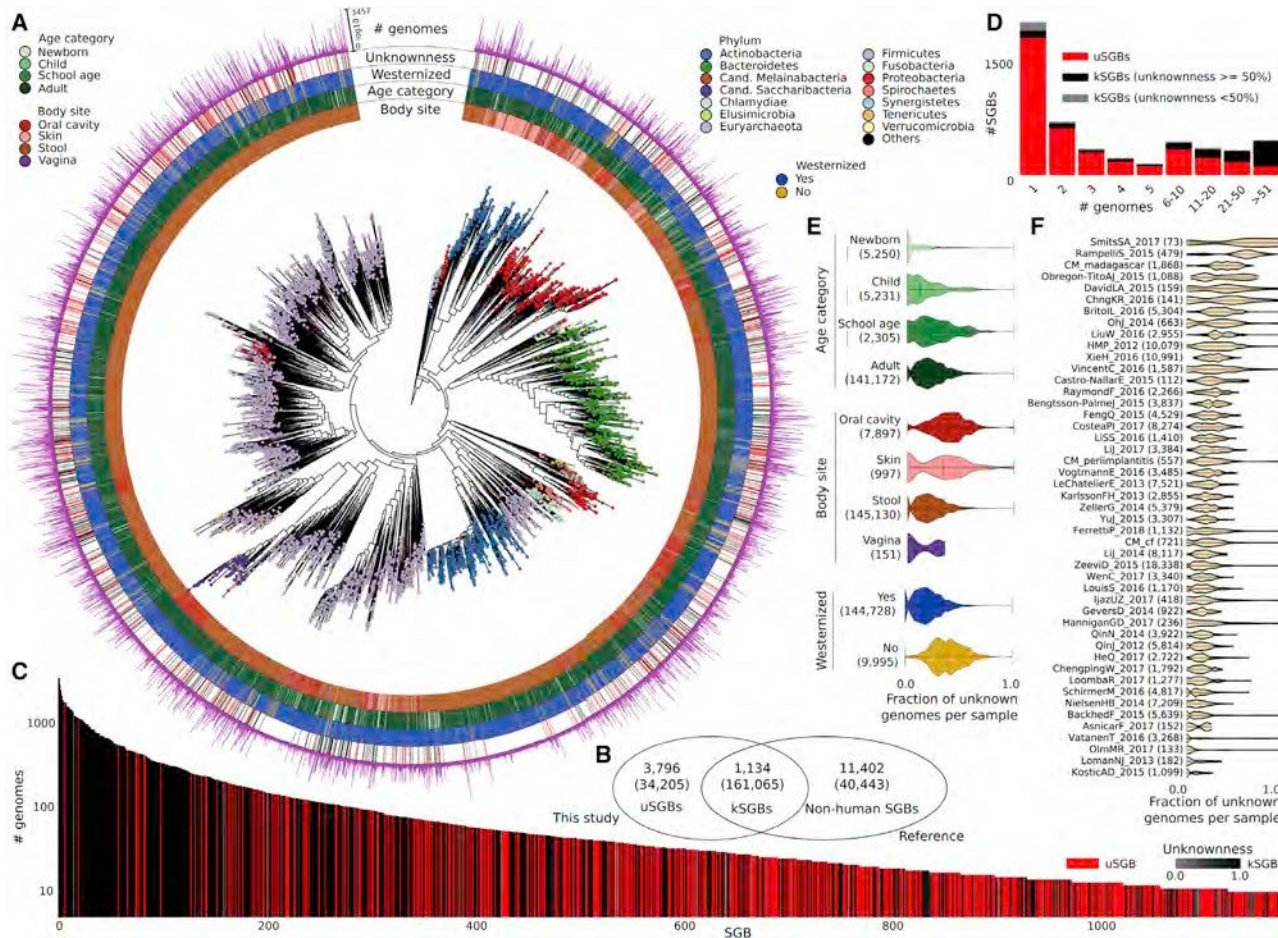 A
Age category
Newborn
Child
School age
Adult
Body site
Oral cavity
Skin
Stool
Vagina
3457
# genomes
Unknownness
Westernized
Age category
Body site
Phylum
Actinobacteria
Bacteroidetes
Cand. Melainabacteria
Cand. Saccharibacteria
Chlamydiae
Elusimicrobia
Euryarchaeota
Firmicutes
Fusobacteria
Proteobacteria
Spirochaetes
Synergistetes
Tenericutes
Verrucomicrobia
Others
Westernized
Yes
No
D
1500
0
#SGBs
uSGBs
kSGBs (unknownness >= 50%)
kSGBs (unknownness <50%)
1
2
3
4
5
6-10
11-20
21-50
>51
# genomes
E
Age category
Newborn
(5,250)
Child
(5,231)
School age
(2,305)
Adult
(141,172)
Body site
Oral cavity
(7,897)
Skin
(997)
Stool
(145,130)
Vagina
(151)
Westernized
Yes
(144,728)
No
(9,995)
0.0 1.0
Fraction of unknown
genomes per sample
F
SmitsSA_2017 (73)
RampelliS_2015 (479)
CM_madagascar (1,868)
Obregon-TitoAJ_2015 (1,088)
DavidLA_2015 (159)
ChngKR_2016 (141)
BritoIL_2016 (5,304)
OhJ_2014 (663)
LiuW_2016 (2,955)
HMP_2012 (10,079)
XieH_2016 (10,991)
VincentC_2016 (1,587)
Castro-NallarE_2015 (112)
RaymondF_2016 (2,266)
Bengtsson-PalmeJ_2015 (3,837)
FengQ_2015 (4,529)
CosteaPI_2017 (8,274)
LiSS_2016 (1,410)
LiJ_2017 (3,384)
CM_periimplantitis (557)
VogtmannE_2016 (3,485)
LeChatelierE_2013 (7,521)
KarlssonFH_2013 (2,855)
ZellerG_2014 (5,379)
YuJ_2015 (3,307)
FerrettiP_2018 (1,132)
CM_cf (721)
LiJ_2014 (8,117)
ZeeviD_2015 (18,338)
WenC_2017 (3,340)
LouisS_2016 (1,170)
IjazUZ_2017 (418)
GeversD_2014 (922)
HanniganGD_2017 (236)
QinN_2014 (3,922)
QinJ_2012 (5,814)
HeQ_2017 (2,722)
ChengpingW_2017 (1,792)
LoombaR_2017 (1,277)
SchirmerM_2016 (4,817)
NielsenHB_2014 (7,209)
BackhedF_2015 (5,639)
AsnicarF_2017 (152)
VatanenT_2016 (3,268)
OlmMR_2017 (133)
LomanNJ_2013 (182)
KosticAD_2015 (1,099)
0.0 1.0
Fraction of unknown
genomes per sample
C
1000
100
10
# genomes
0 200 400 600 800 1000
SGB
B
3,796
(34,205)
uSGBs
1,134
(161,065)
kSGBs
11,402
(40,443)
Non-human SGBs
This study
Reference
uSGB
Unknownness
kSGB
0.0 1.0